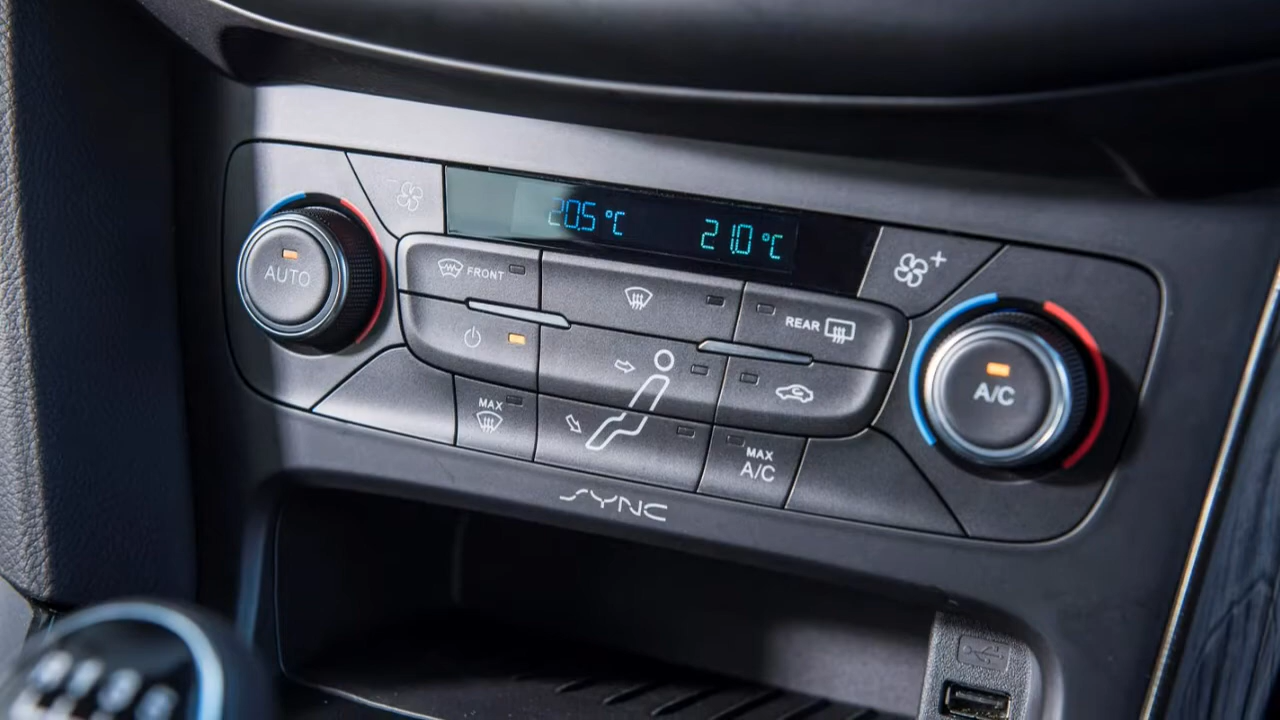 20.5 °C
21.0 °C
AUTO
FRONT
REAR
A/C
MAX
MAX
A/C
SYNC